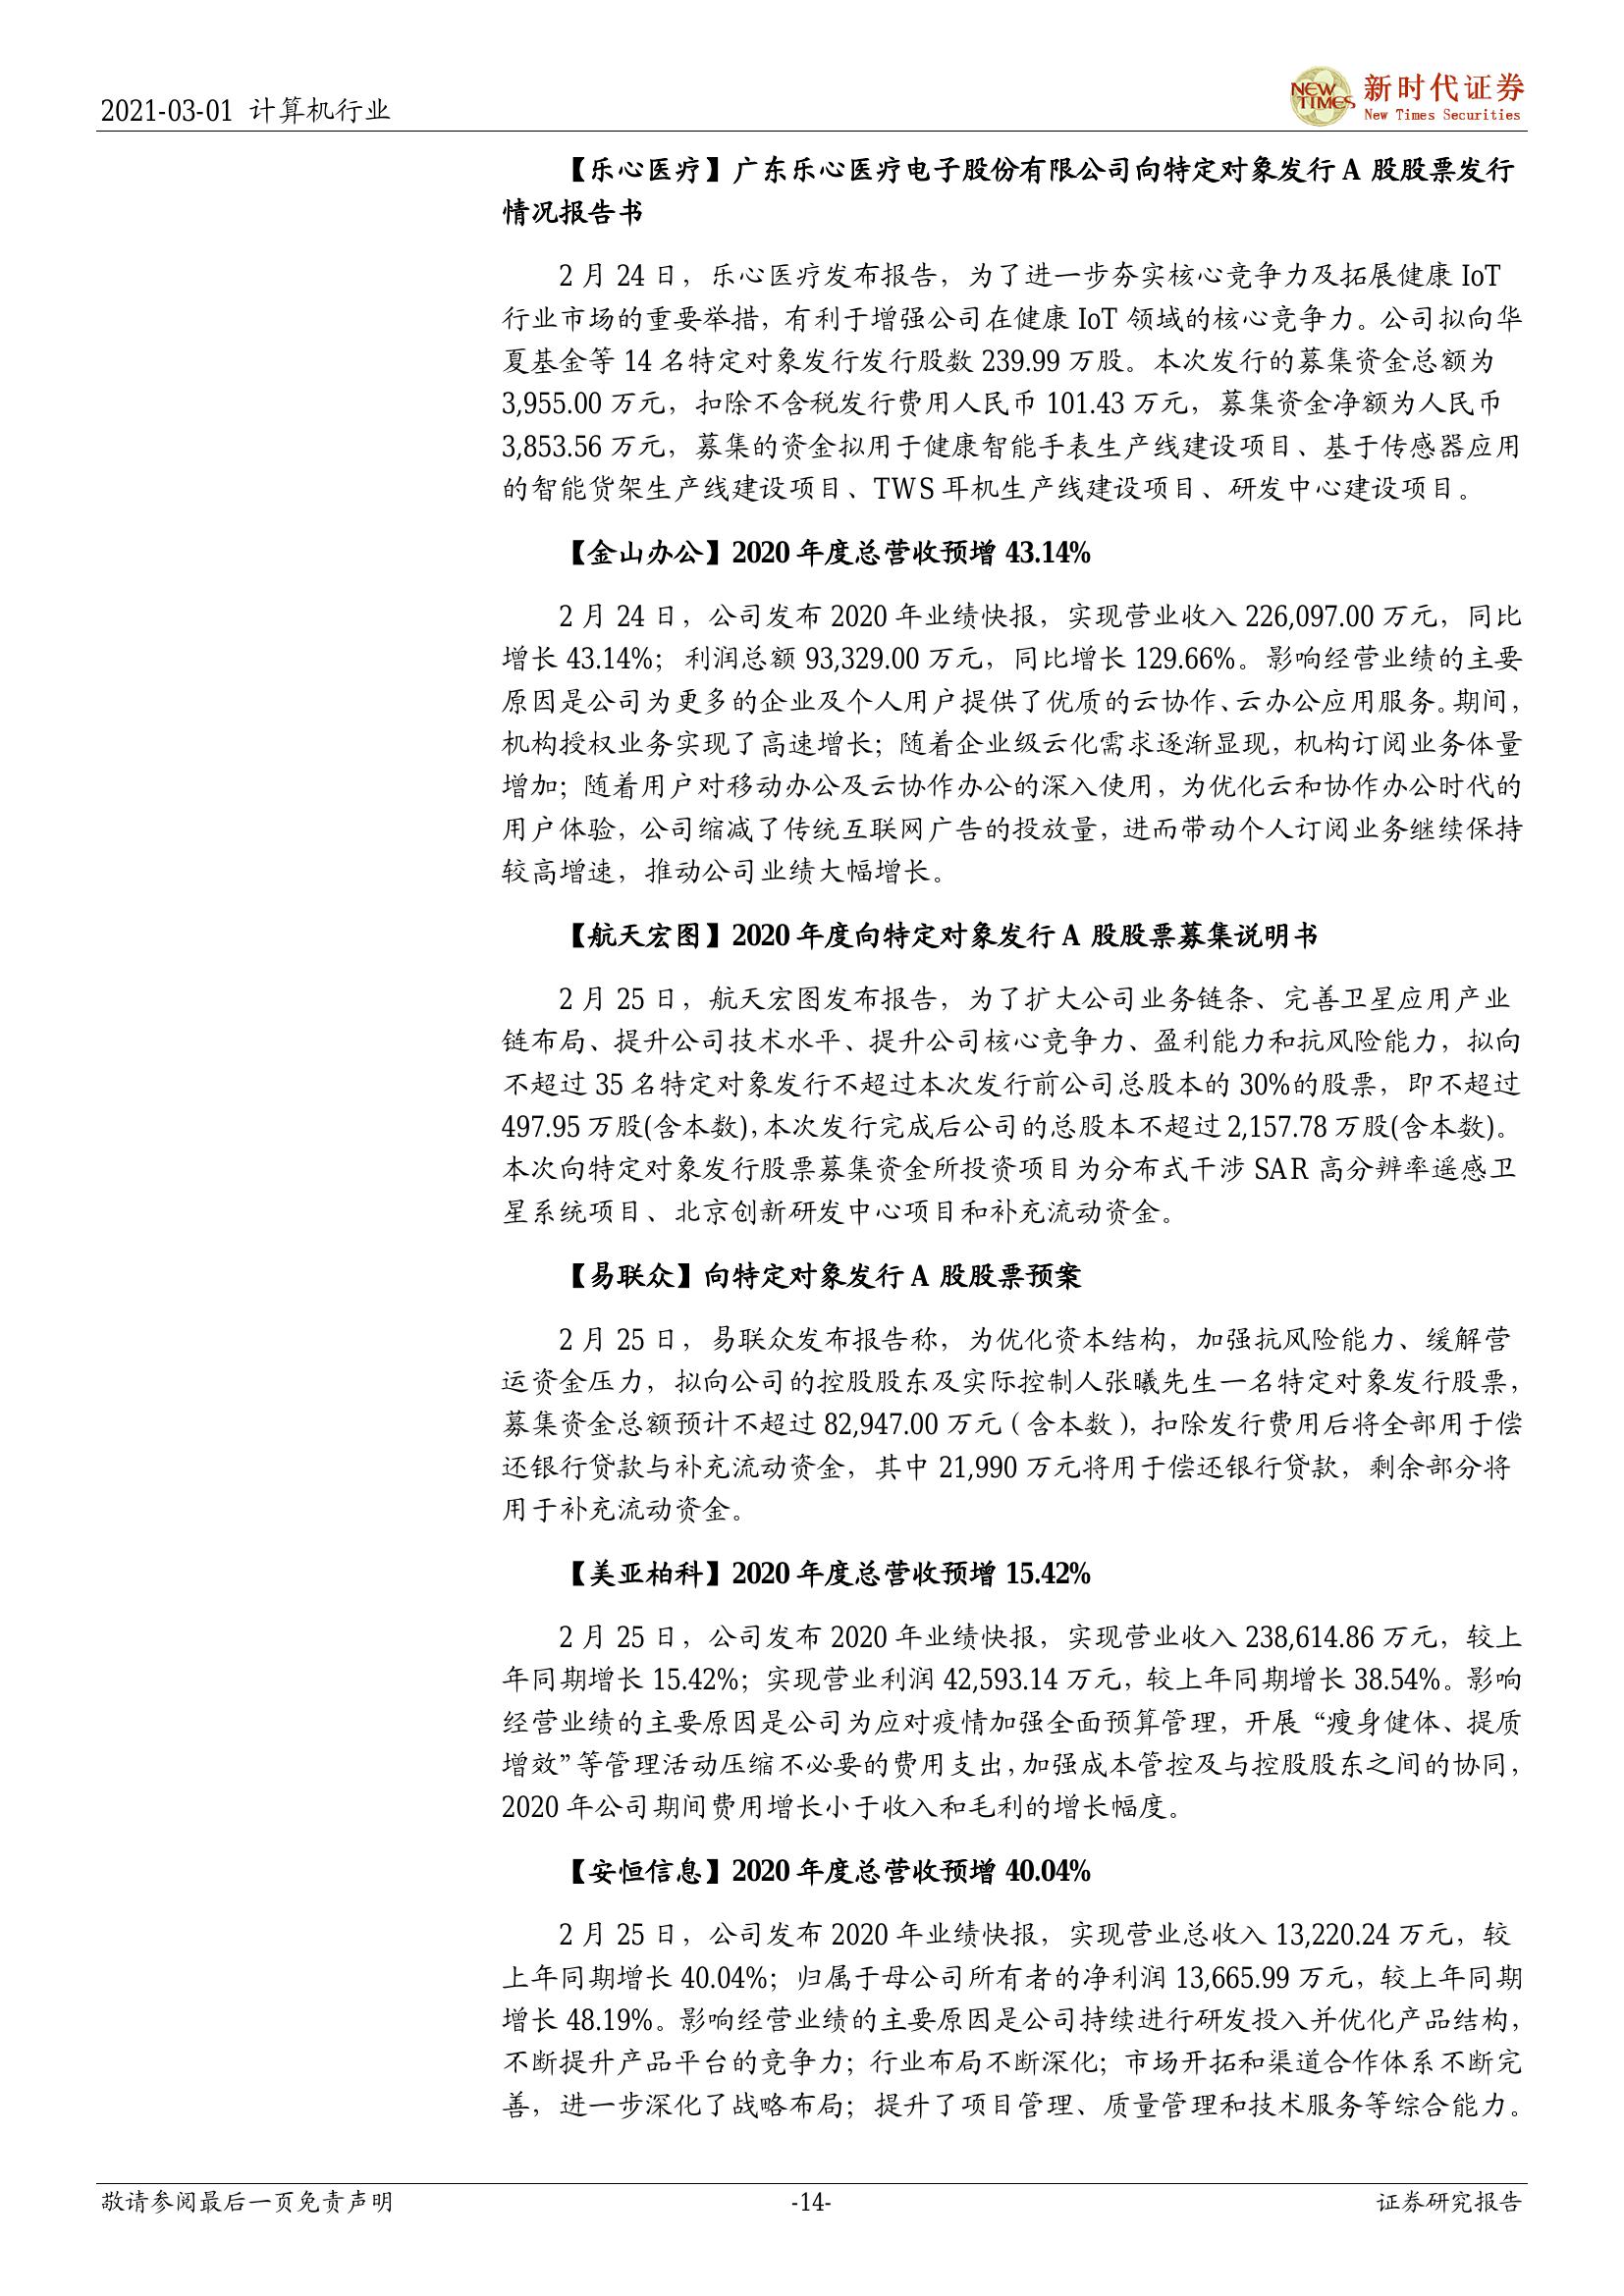 2021-03-01 计算机行业
NEW TIMES
新时代证券
New Times Securities
【乐心医疗】广东乐心医疗电子股份有限公司向特定对象发行 A 股股票发行
情况报告书
2 月 24 日，乐心医疗发布报告，为了进一步夯实核心竞争力及拓展健康 IoT
行业市场的重要举措，有利于增强公司在健康 IoT 领域的核心竞争力。公司拟向华
夏基金等 14 名特定对象发行发行股数 239.99 万股。本次发行的募集资金总额为
3,955.00 万元，扣除不含税发行费用人民币 101.43 万元，募集资金净额为人民币
3,853.56 万元，募集的资金拟用于健康智能手表生产线建设项目、基于传感器应用
的智能货架生产线建设项目、TWS 耳机生产线建设项目、研发中心建设项目。
【金山办公】2020 年度总营收预增 43.14%
2 月 24 日，公司发布 2020 年业绩快报，实现营业收入 226,097.00 万元，同比
增长 43.14%；利润总额 93,329.00 万元，同比增长 129.66%。影响经营业绩的主要
原因是公司为更多的企业及个人用户提供了优质的云协作、云办公应用服务。期间，
机构授权业务实现了高速增长；随着企业级云化需求逐渐显现，机构订阅业务体量
增加；随着用户对移动办公及云协作办公的深入使用，为优化云和协作办公时代的
用户体验，公司缩减了传统互联网广告的投放量，进而带动个人订阅业务继续保持
较高增速，推动公司业绩大幅增长。
【航天宏图】2020 年度向特定对象发行 A 股股票募集说明书
2 月 25 日，航天宏图发布报告，为了扩大公司业务链条、完善卫星应用产业
链布局、提升公司技术水平、提升公司核心竞争力、盈利能力和抗风险能力，拟向
不超过 35 名特定对象发行不超过本次发行前公司总股本的 30%的股票，即不超过
497.95 万股(含本数)，本次发行完成后公司的总股本不超过 2,157.78 万股(含本数)。
本次向特定对象发行股票募集资金所投资项目为分布式干涉 SAR 高分辨率遥感卫
星系统项目、北京创新研发中心项目和补充流动资金。
【易联众】向特定对象发行 A 股股票预案
2 月 25 日，易联众发布报告称，为优化资本结构，加强抗风险能力、缓解营
运资金压力，拟向公司的控股股东及实际控制人张曦先生一名特定对象发行股票，
募集资金总额预计不超过 82,947.00 万元（含本数），扣除发行费用后将全部用于偿
还银行贷款与补充流动资金，其中 21,990 万元将用于偿还银行贷款，剩余部分将
用于补充流动资金。
【美亚柏科】2020 年度总营收预增 15.42%
2 月 25 日，公司发布 2020 年业绩快报，实现营业收入 238,614.86 万元，较上
年同期增长 15.42%；实现营业利润 42,593.14 万元，较上年同期增长 38.54%。影响
经营业绩的主要原因是公司为应对疫情加强全面预算管理，开展“瘦身健体、提质
增效”等管理活动压缩不必要的费用支出，加强成本管控及与控股股东之间的协同，
2020 年公司期间费用增长小于收入和毛利的增长幅度。
【安恒信息】2020 年度总营收预增 40.04%
2 月 25 日，公司发布 2020 年业绩快报，实现营业总收入 13,220.24 万元，较
上年同期增长 40.04%；归属于母公司所有者的净利润 13,665.99 万元，较上年同期
增长 48.19%。影响经营业绩的主要原因是公司持续进行研发投入并优化产品结构，
不断提升产品平台的竞争力；行业布局不断深化；市场开拓和渠道合作体系不断完
善，进一步深化了战略布局；提升了项目管理、质量管理和技术服务等综合能力。
敬请参阅最后一页免责声明
-14-
证券研究报告